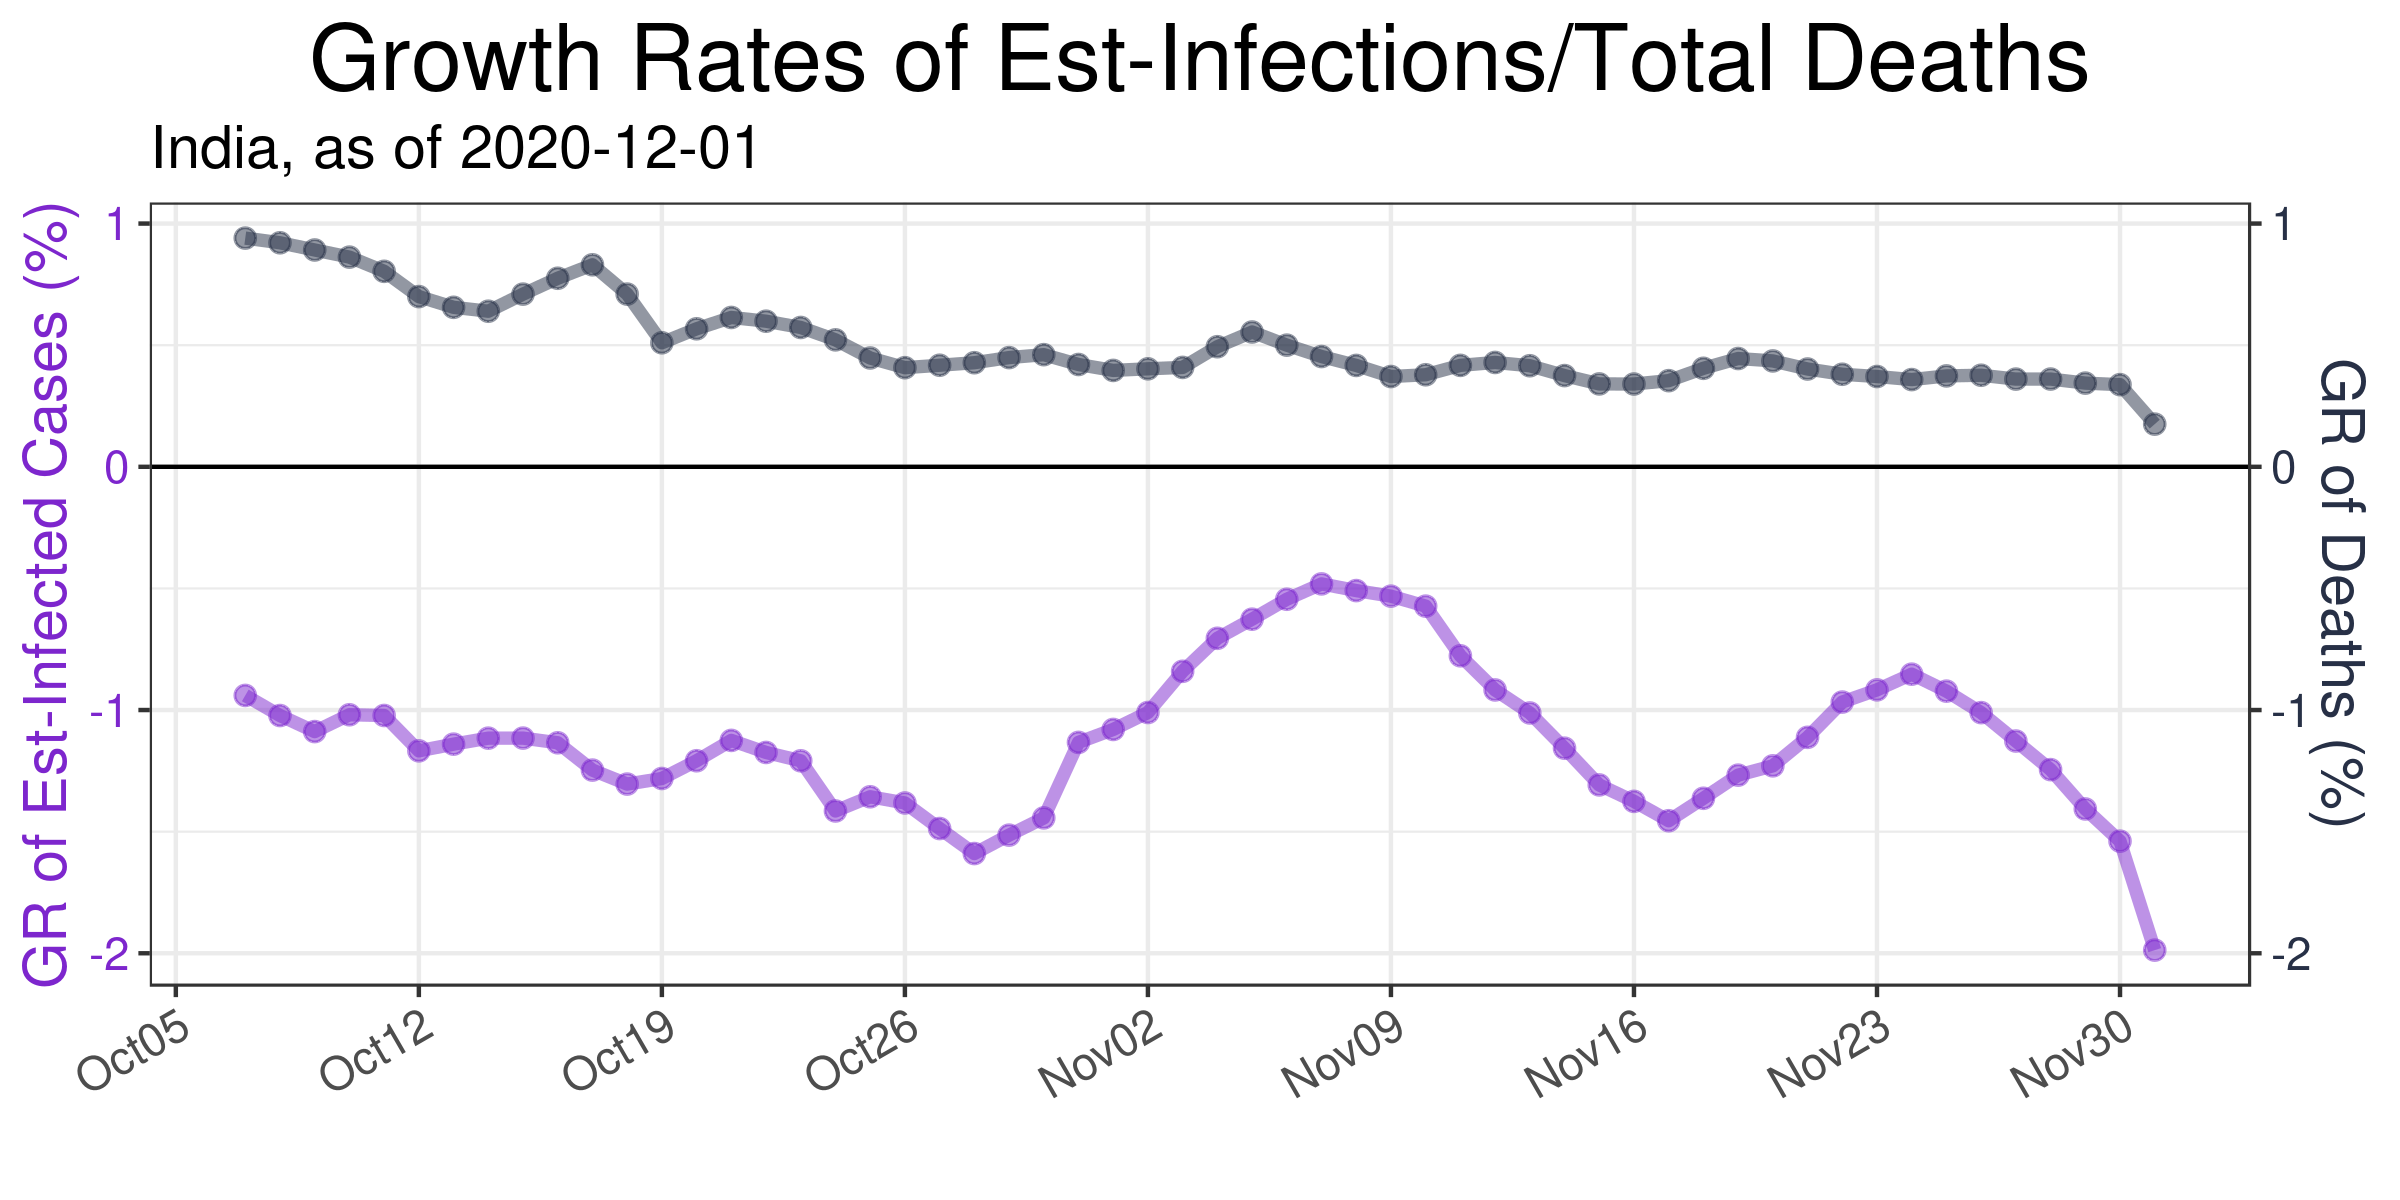 Growth Rates of Est-Infections/Total Deaths
India, as of 2020-12-01
GR of Est-Infected Cases (%)
1
0
-1
-2
1
0
-1
-2
GR of Deaths (%)
Oct05
Oct12
Oct19
Oct26
Nov02
Nov09
Nov16
Nov23
Nov30